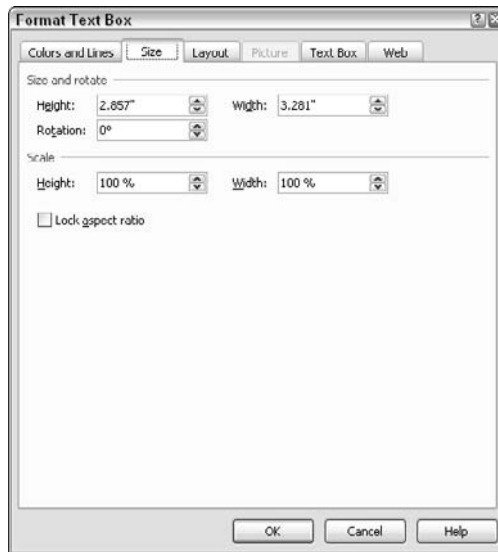 Format Text Box
Colors and Lines Size Layout Picture Text Box Web
Size and rotate
Height: 2.857" Width: 3.281"
Rotation: 0°
Scale
Height: 100 % Width: 100 %
Lock aspect ratio
OK Cancel Help